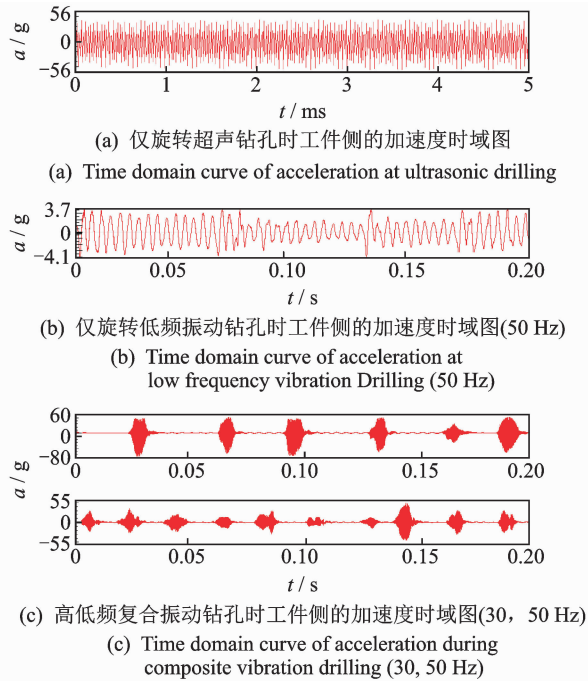 56
0
−56
a / g
0 1 2 3 4 5
t / ms
(a) 仅旋转超声钻孔时工件侧的加速度时域图
(a) Time domain curve of acceleration at ultrasonic drilling
3.7
0
−4.1
a / g
0 0.05 0.10 0.15 0.20
t / s
(b) 仅旋转低频振动钻孔时工件侧的加速度时域图(50 Hz)
(b) Time domain curve of acceleration at
low frequency vibration Drilling (50 Hz)
60
0
−80
0 0.05 0.10 0.15 0.20
a / g
55
0
−55
0 0.05 0.10 0.15 0.20
t / s
(c) 高低频复合振动钻孔时工件侧的加速度时域图(30，50 Hz)
(c) Time domain curve of acceleration during
composite vibration drilling (30, 50 Hz)